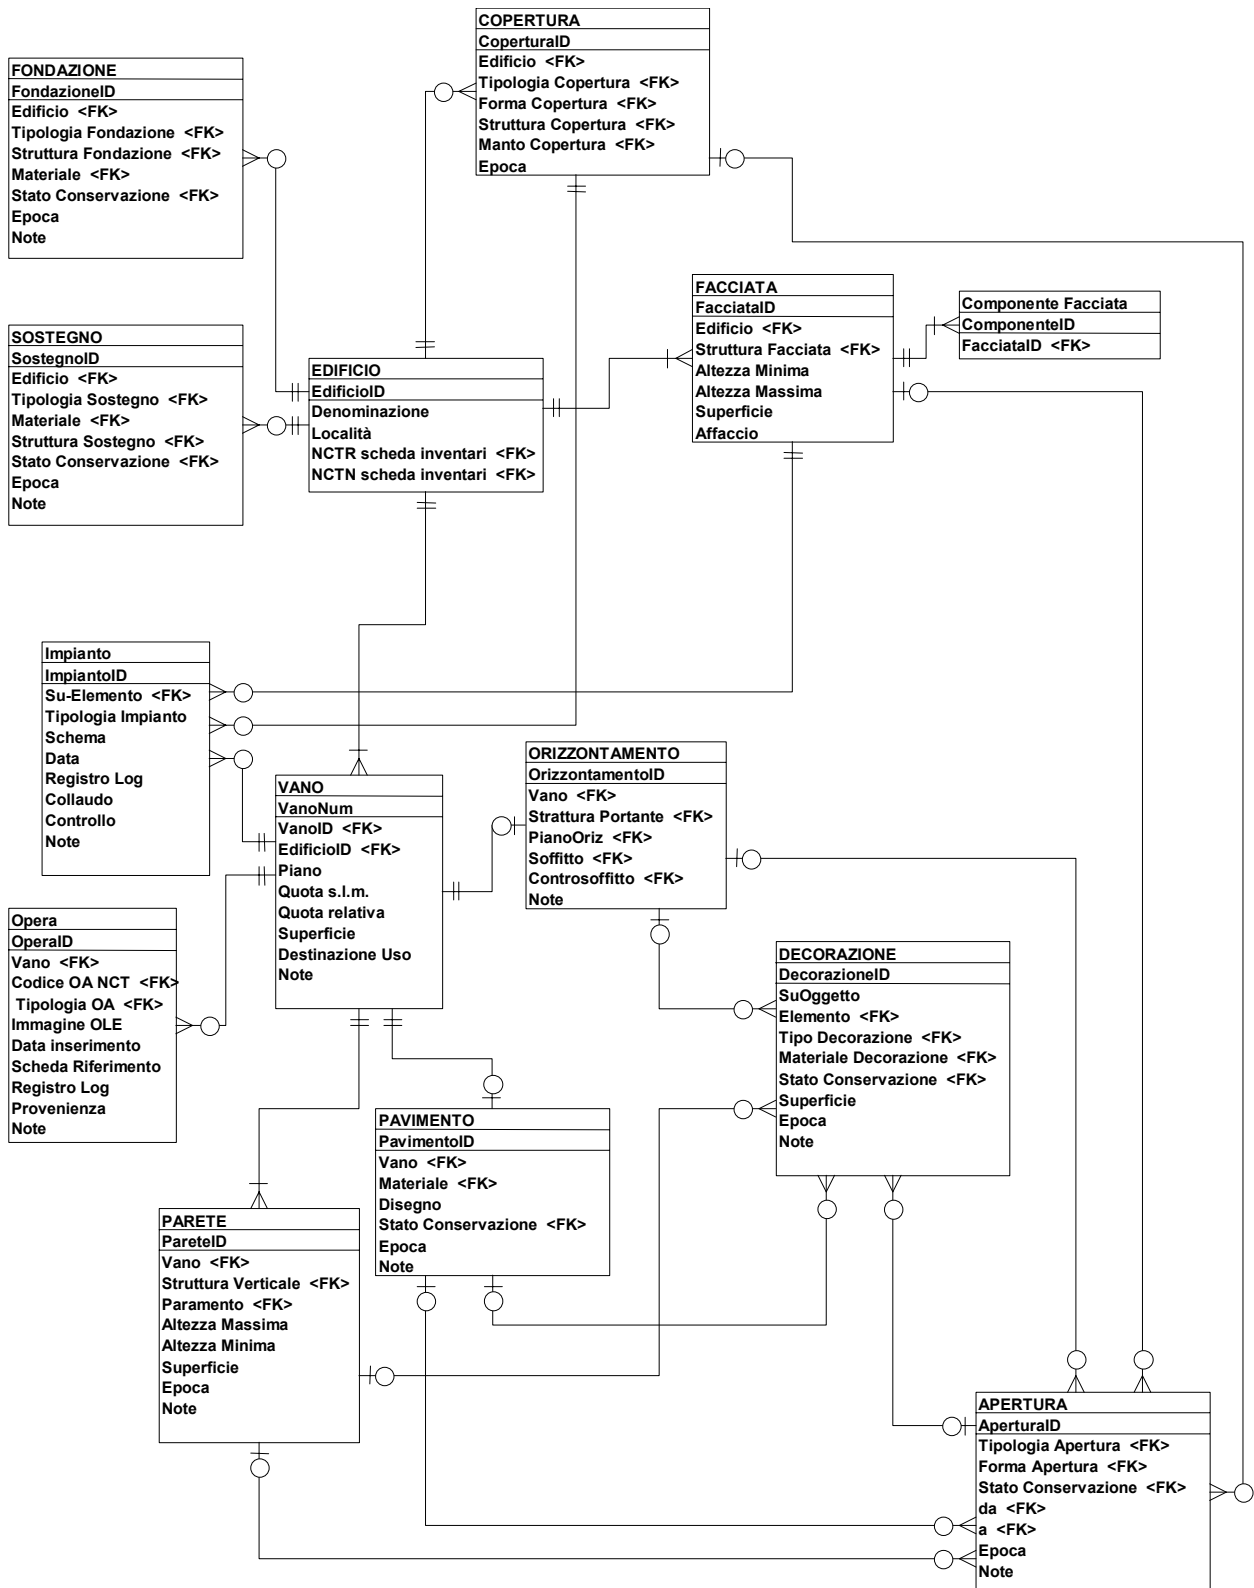 COPERTURA
CoperturaID
Edificio <FK>
Tipologia Copertura <FK>
Forma Copertura <FK>
Struttura Copertura <FK>
Manto Copertura <FK>
Epoca
FONDAZIONE
FondazioneID
Edificio <FK>
Tipologia Fondazione <FK>
Struttura Fondazione <FK>
Materiale <FK>
Stato Conservazione <FK>
Epoca
Note
FACCIATA
FacciataID
Edificio <FK>
Struttura Facciata <FK>
Altezza Minima
Altezza Massima
Superficie
Affaccio
Componente Facciata
ComponenteID
FacciataID <FK>
SOSTEGNO
SostegnoID
Edificio <FK>
Tipologia Sostegno <FK>
Materiale <FK>
Struttura Sostegno <FK>
Stato Conservazione <FK>
Epoca
Note
EDIFICIO
EdificioID
Denominazione
Località
NCTR scheda inventari <FK>
NCTN scheda inventari <FK>
Impianto
ImpiantoID
Su-Elemento <FK>
Tipologia Impianto
Schema
Data
Registro Log
Collaudo
Controllo
Note
VANO
VanoNum
VanoID <FK>
EdificioID <FK>
Piano
Quota s.l.m.
Quota relativa
Superficie
Destinazione Uso
Note
ORIZZONTAMENTO
OrizzontamentoID
Vano <FK>
Strattura Portante <FK>
PianoOriz <FK>
Soffitto <FK>
Controsoffitto <FK>
Note
Opera
OperaID
Vano <FK>
Codice OA NCT <FK>
Tipologia OA <FK>
Immagine OLE
Data inserimento
Scheda Riferimento
Registro Log
Provenienza
Note
DECORAZIONE
DecorazioneID
SuOggetto
Elemento <FK>
Tipo Decorazione <FK>
Materiale Decorazione <FK>
Stato Conservazione <FK>
Superficie
Epoca
Note
PAVIMENTO
PavimentoID
Vano <FK>
Materiale <FK>
Disegno
Stato Conservazione <FK>
Epoca
Note
PARETE
PareteID
Vano <FK>
Struttura Verticale <FK>
Paramento <FK>
Altezza Massima
Altezza Minima
Superficie
Epoca
Note
APERTURA
AperturaID
Tipologia Apertura <FK>
Forma Apertura <FK>
Stato Conservazione <FK>
da <FK>
a <FK>
Epoca
Note